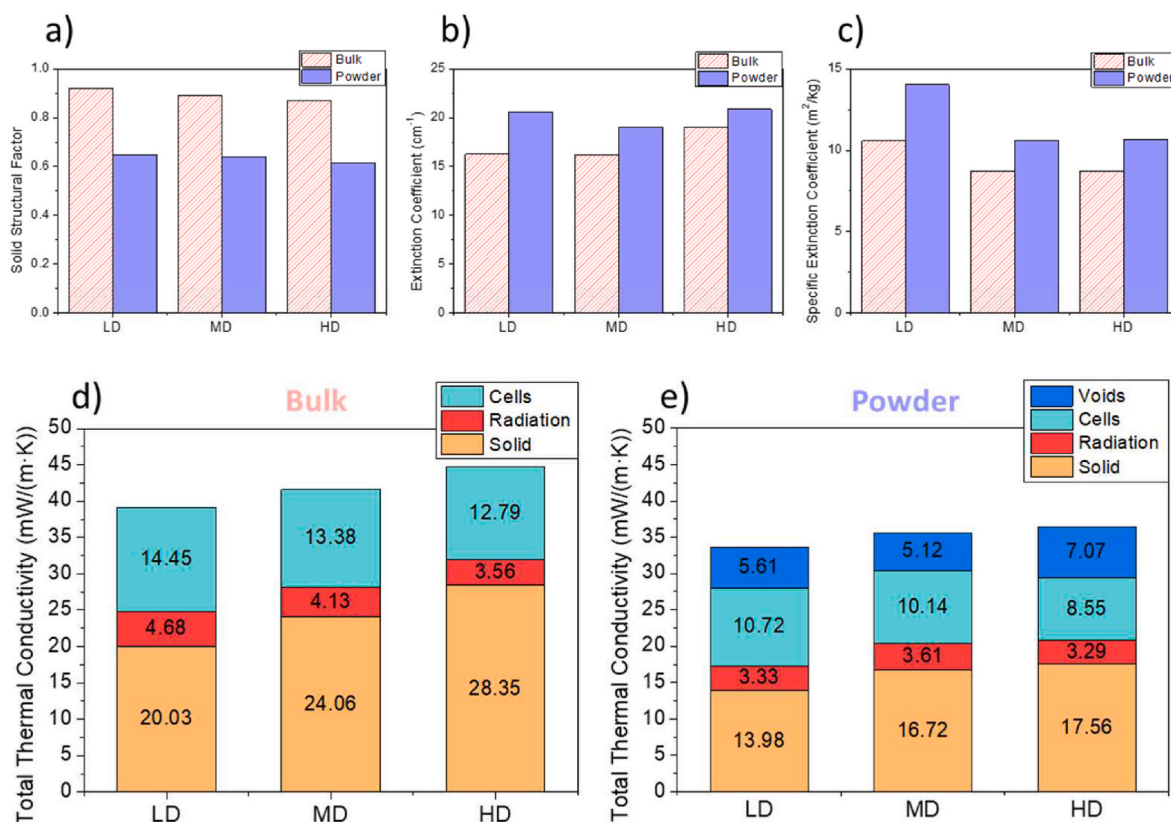 a)
Bulk
Powder
Solid Structural Factor
1.0
0.8
0.6
0.4
0.2
0.0
LD MD HD
b)
Bulk
Powder
Extinction Coefficient (cm⁻¹)
25
20
15
10
5
0
LD MD HD
c)
Bulk
Powder
Specific Extinction Coefficient (m²/kg)
15
10
5
0
LD MD HD
d)
Bulk
Cells
Radiation
Solid
Total Thermal Conductivity (mW/(m·K))
50
45
40
35
30
25
20
15
10
5
0
14.45
4.68
20.03
13.38
4.13
24.06
12.79
3.56
28.35
LD MD HD
e)
Powder
Voids
Cells
Radiation
Solid
Total Thermal Conductivity (mW/(m·K))
50
45
40
35
30
25
20
15
10
5
0
5.61
10.72
3.33
13.98
5.12
10.14
3.61
16.72
7.07
8.55
3.29
17.56
LD MD HD